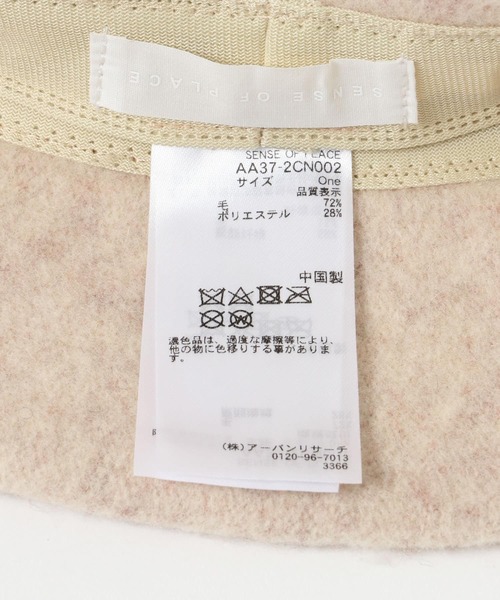 SENSE OF PLACE
SENSE OF PLACE
AA37-2CN002
サイズ One
品質表示
毛 72%
ポリエステル 28%
中国製
濃色品は、過度な摩擦等により、
他の物に色移りする事がありま
す。
(株)アーバンリサーチ
0120-96-7013
3366